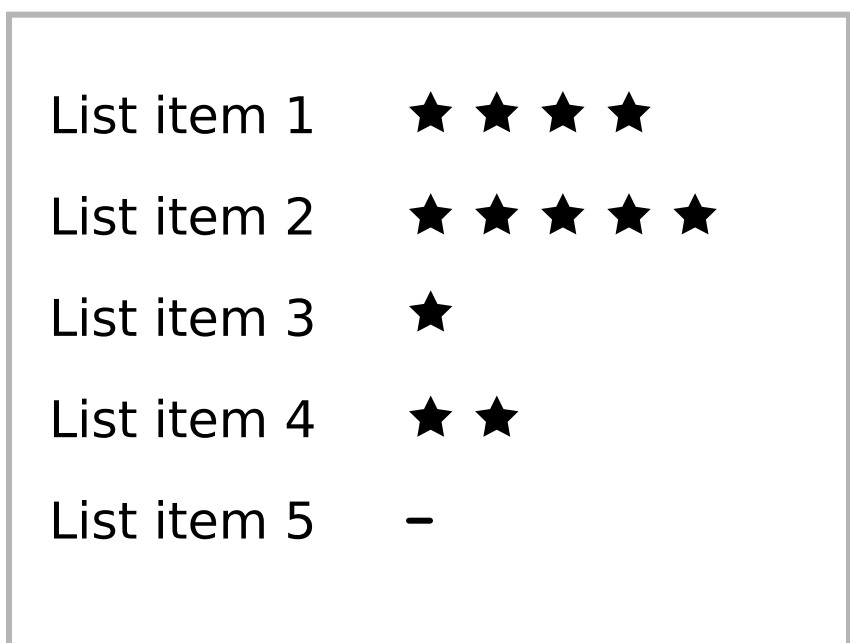 List item 1 ★ ★ ★ ★
List item 2 ★ ★ ★ ★ ★
List item 3 ★
List item 4 ★ ★
List item 5 –